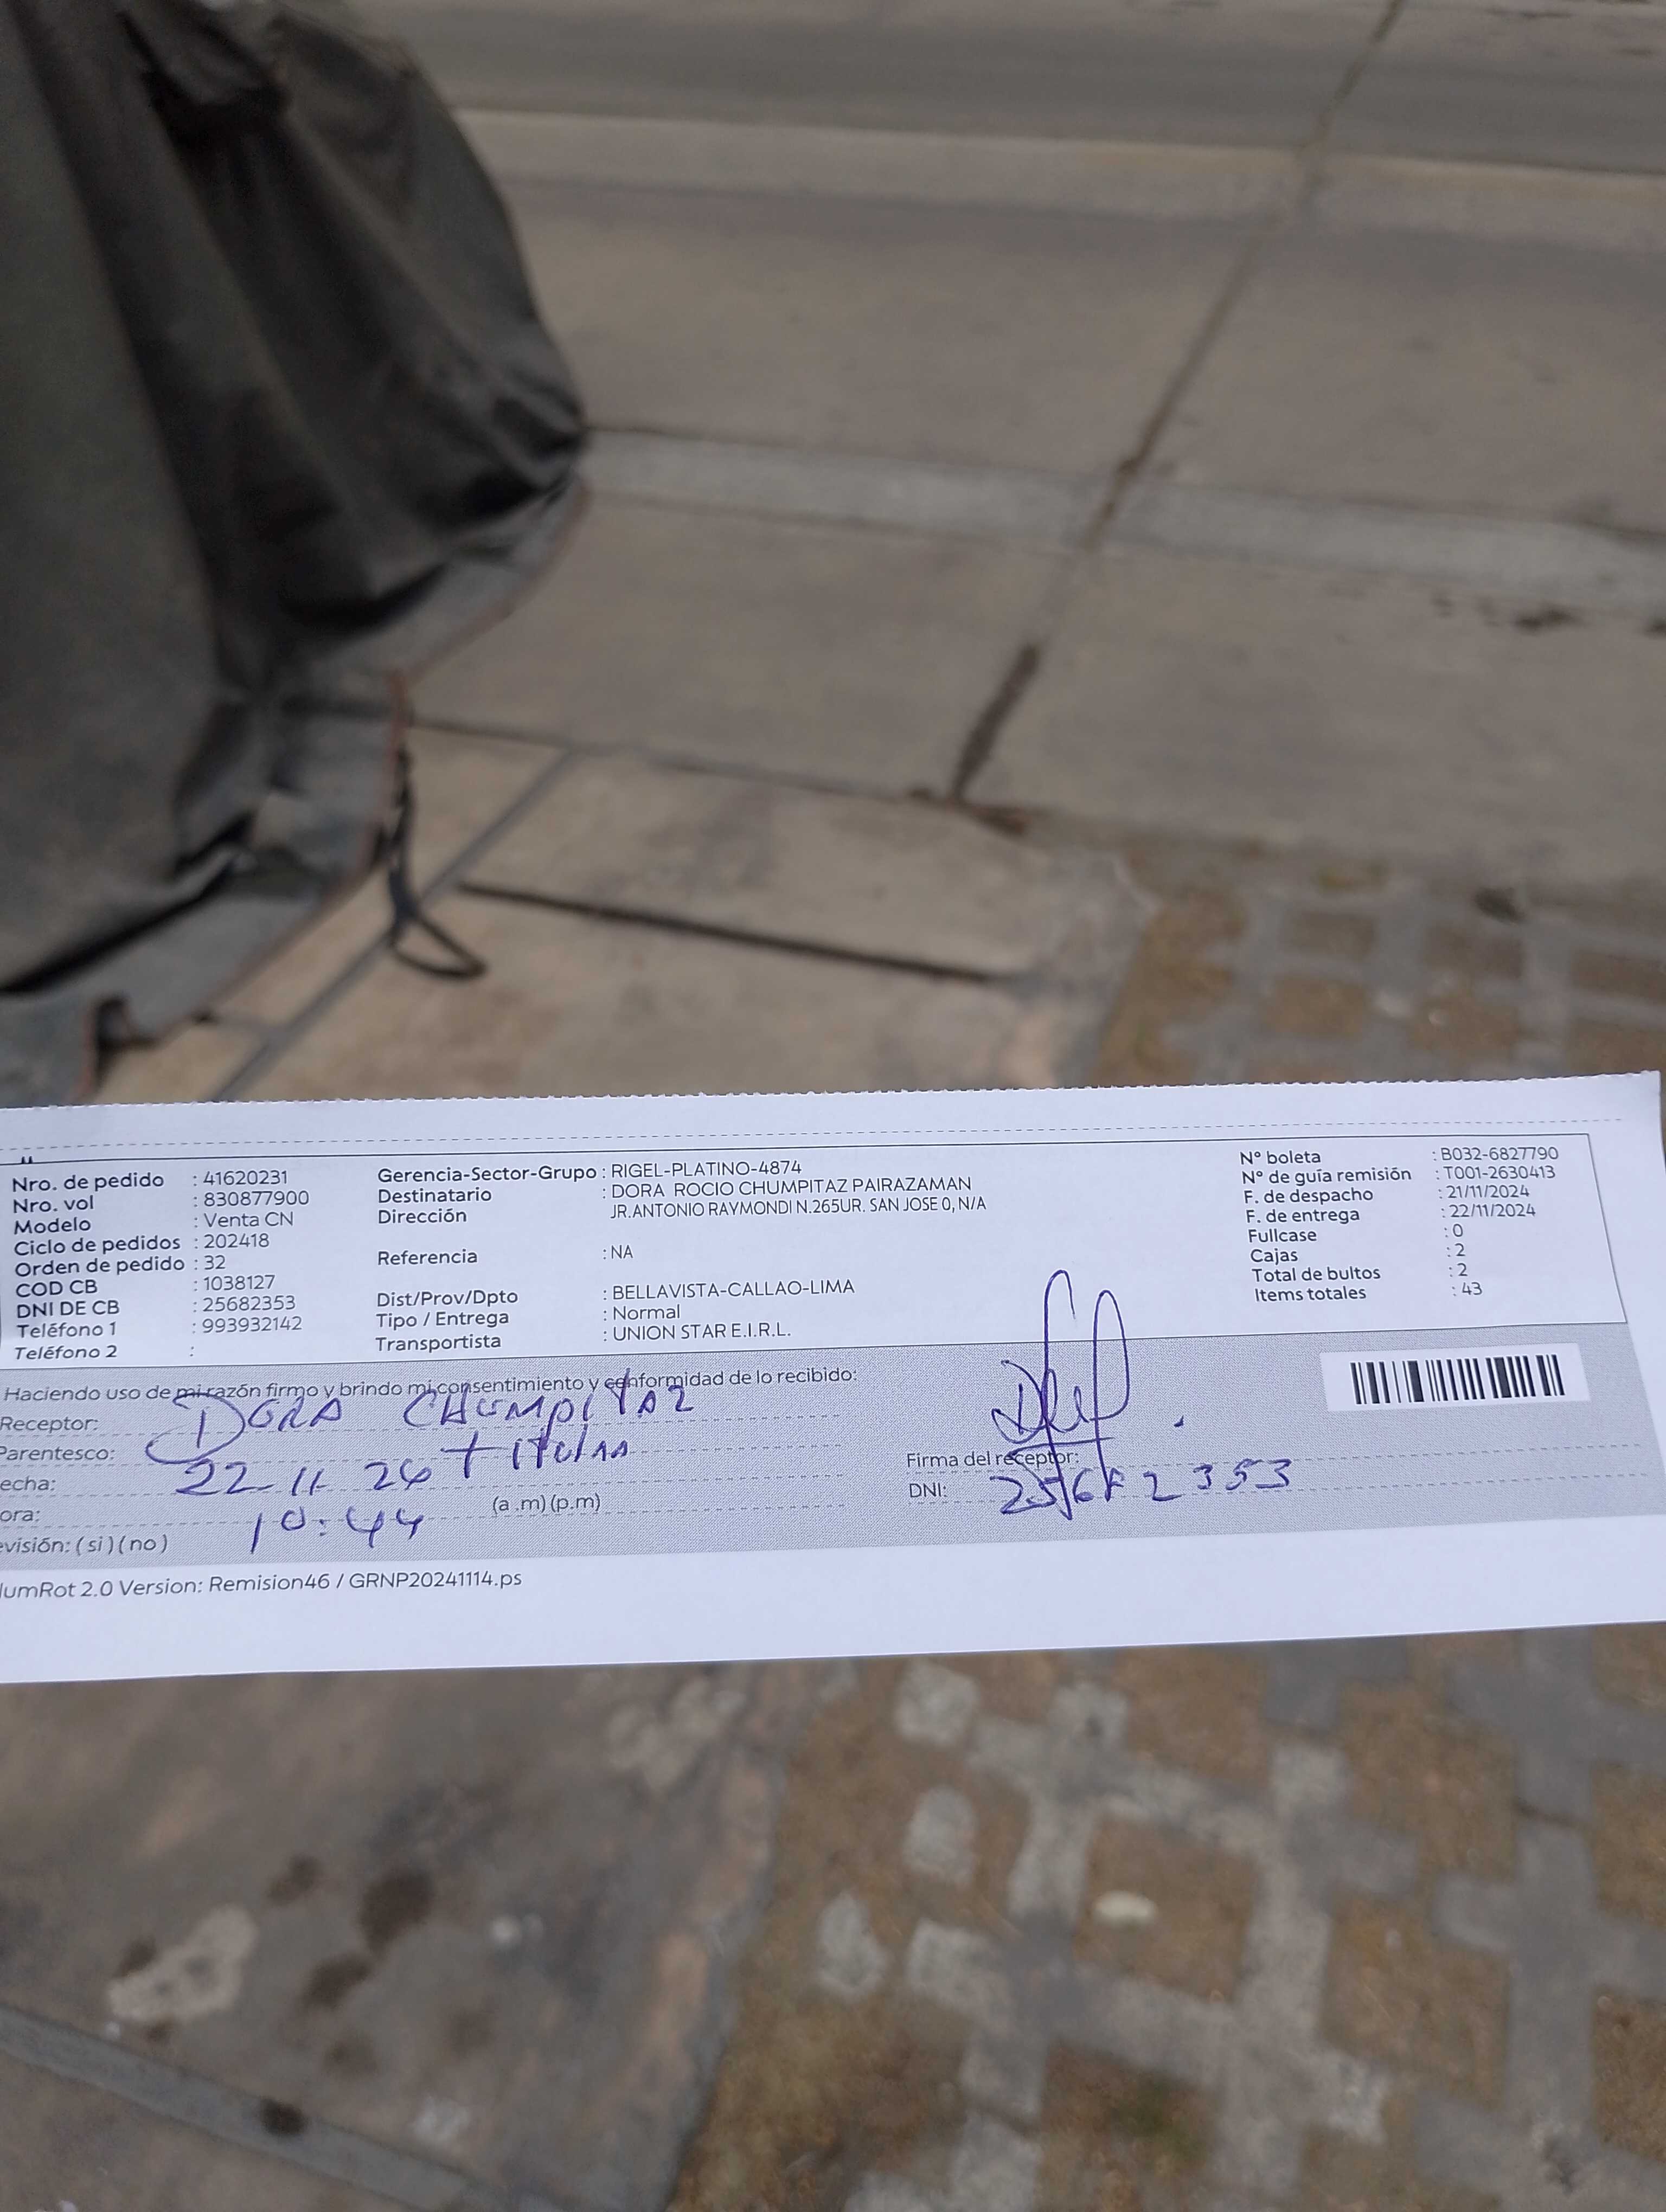 Nro. de pedido : 41620231
Nro. vol : 830877900
Modelo : Venta CN
Ciclo de pedidos : 202418
Orden de pedido : 32
COD CB : 1038127
DNI DE CB : 25682353
Teléfono 1 : 993932142
Teléfono 2 :
Gerencia-Sector-Grupo : RIGEL-PLATINO-4874
Destinatario : DORA ROCIO CHUMPITAZ PAIRAZAMAN
Dirección JR.ANTONIO RAYMONDI N.265UR. SAN JOSE 0, N/A
Referencia : NA
Dist/Prov/Dpto : BELLAVISTA-CALLAO-LIMA
Tipo / Entrega : Normal
Transportista : UNION STAR E.I.R.L.
N° boleta : B032-6827790
N° de guía remisión : T001-2630413
F. de despacho : 21/11/2024
F. de entrega : 22/11/2024
Fullcase : 0
Cajas : 2
Total de bultos : 2
Items totales : 43
Haciendo uso de mi razón firmo y brindo mi consentimiento y conformidad de lo recibido:
Receptor: DORA CHUMPITAZ
Parentesco: titular
echa: 22-11-24
ora: 10:44 (a .m) (p.m)
evisión: ( si ) ( no )
Firma del receptor:
DNI: 25682353
lumRot 2.0 Version: Remision46 / GRNP20241114.ps